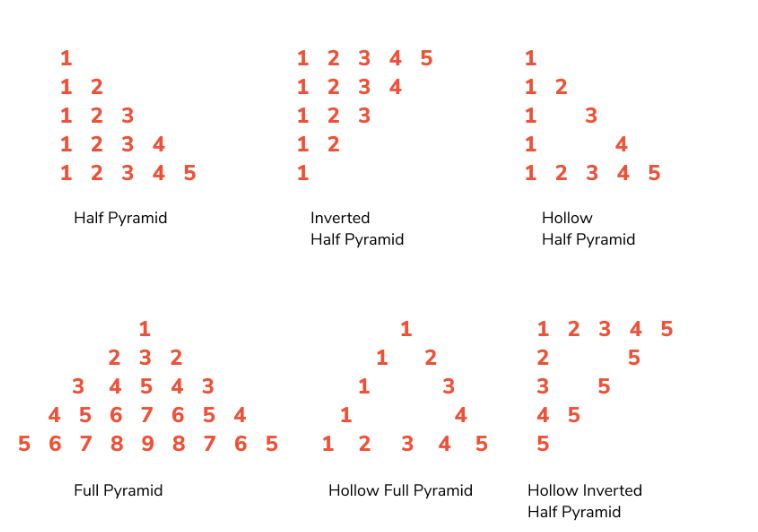 1
1 2
1 2 3
1 2 3 4
1 2 3 4 5
Half Pyramid
1 2 3 4 5
1 2 3 4
1 2 3
1 2
1
Inverted
Half Pyramid
1
1 2
1 3
1 4
1 2 3 4 5
Hollow
Half Pyramid
1
2 3 2
3 4 5 4 3
4 5 6 7 6 5 4
5 6 7 8 9 8 7 6 5
Full Pyramid
1
1 2
1 3
1 4
1 2 3 4 5
Hollow Full Pyramid
1 2 3 4 5
2 5
3 5
4 5
5
Hollow Inverted
Half Pyramid